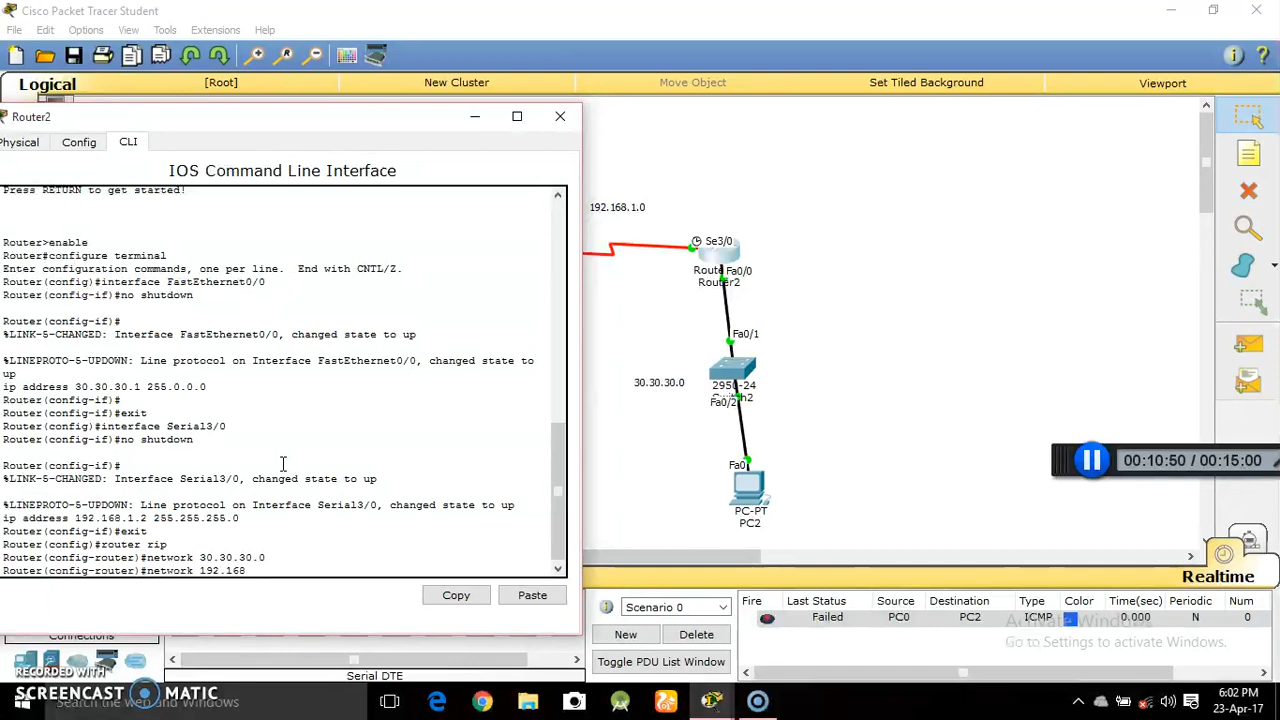 Cisco Packet Tracer Student
File Edit Options View Tools Extensions Help
Logical [Root] New Cluster Move Object Set Tiled Background Viewport
Router2
Physical Config CLI
IOS Command Line Interface
Press RETURN to get started!
Router>enable
Router#configure terminal
Enter configuration commands, one per line.  End with CNTL/Z.
Router(config)#interface FastEthernet0/0
Router(config-if)#no shutdown
Router(config-if)#
%LINK-5-CHANGED: Interface FastEthernet0/0, changed state to up
%LINEPROTO-5-UPDOWN: Line protocol on Interface FastEthernet0/0, changed state to
up
ip address 30.30.30.1 255.0.0.0
Router(config-if)#
Router(config-if)#exit
Router(config)#interface Serial3/0
Router(config-if)#no shutdown
Router(config-if)#
%LINK-5-CHANGED: Interface Serial3/0, changed state to up
%LINEPROTO-5-UPDOWN: Line protocol on Interface Serial3/0, changed state to up
ip address 192.168.1.2 255.255.255.0
Router(config-if)#exit
Router(config)#router rip
Router(config-router)#network 30.30.30.0
Router(config-router)#network 192.168
Copy Paste
192.168.1.0
Se3/0
Fa0/0
Router2
Fa0/1
30.30.30.0
2950-24
Fa0/2
Fa0
PC-PT
PC2
00:10:50 / 00:15:00
Realtime
Scenario 0
New Delete
Toggle PDU List Window
Fire Last Status Source Destination Type Color Time(sec) Periodic Num
Failed PC0 PC2 ICMP 0.000 N 0
Activate Windows
Go to Settings to activate Windows.
Connections
Serial DTE
RECORDED WITH
SCREENCAST MATIC
Search the web and Windows
6:02 PM
23-Apr-17